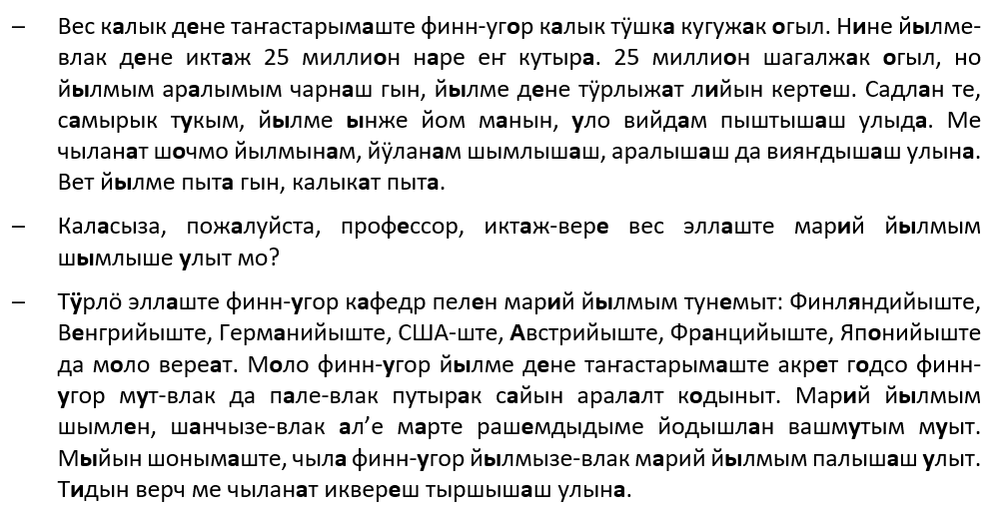 – Вес калык дене таҥастарымаште финн-угор калык тӱшка кугужак огыл. Нине йылме-
влак дене иктаж 25 миллион наре еҥ кутыра. 25 миллион шагалжак огыл, но
йылмым аралымым чарнаш гын, йылме дене тӱрлыжат лийын кертеш. Садлан те,
самырык тукым, йылме ынже йом манын, уло вийдам пыштышаш улыда. Ме
чыланат шочмо йылмынам, йӱланам шымлышаш, аралышаш да вияҥдышаш улына.
Вет йылме пыта гын, калыкат пыта.
– Каласыза, пожалуйста, профессор, иктаж-вере вес эллаште марий йылмым
шымлыше улыт мо?
– Тӱрлӧ эллаште финн-угор кафедр пелен марий йылмым тунемыт: Финляндийыште,
Венгрийыште, Германийыште, США-ште, Австрийыште, Францийыште, Японийыште
да моло вереат. Моло финн-угор йылме дене таҥастарымаште акрет годсо финн-
угор мут-влак да пале-влак путырак сайын аралалт кодыныт. Марий йылмым
шымлен, шанчызе-влак ал’е марте рашемдыдыме йодышлан вашмутым муыт.
Мыйын шонымаште, чыла финн-угор йылмызе-влак марий йылмым палышаш улыт.
Тидын верч ме чыланат иквереш тыршышаш улына.